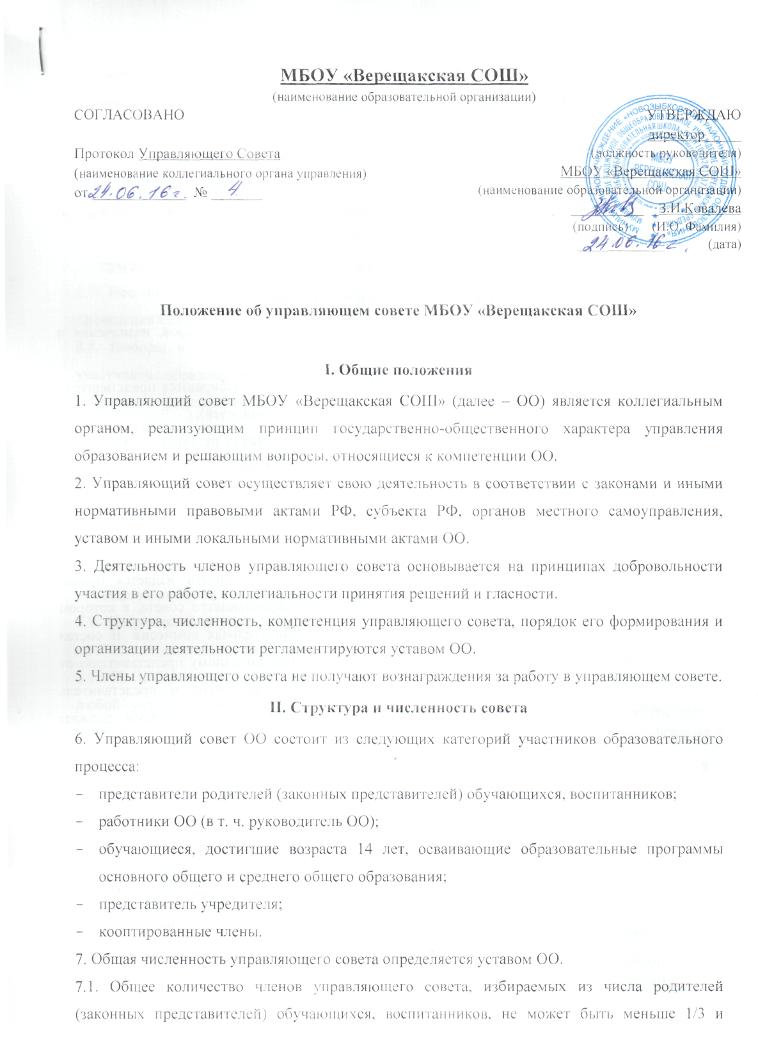 МБОУ «Верещакская СОШ»
(наименование образовательной организации)
СОГЛАСОВАНО
УТВЕРЖДАЮ
директор
Протокол Управляющего Совета
(должность руководителя)
(наименование коллегиального органа управления)
МБОУ «Верещакская СОШ»
от 24.06.16 г. № 4
(наименование образовательной организации)
З.И.Ковалева
(подпись) (И.О. Фамилия)
24.06.16 г. (дата)
Положение об управляющем совете МБОУ «Верещакская СОШ»
I. Общие положения
1. Управляющий совет МБОУ «Верещакская СОШ» (далее – ОО) является коллегиальным
органом, реализующим принцип государственно-общественного характера управления
образованием и решающим вопросы, относящиеся к компетенции ОО.
2. Управляющий совет осуществляет свою деятельность в соответствии с законами и иными
нормативными правовыми актами РФ, субъекта РФ, органов местного самоуправления,
уставом и иными локальными нормативными актами ОО.
3. Деятельность членов управляющего совета основывается на принципах добровольности
участия в его работе, коллегиальности принятия решений и гласности.
4. Структура, численность, компетенция управляющего совета, порядок его формирования и
организации деятельности регламентируются уставом ОО.
5. Члены управляющего совета не получают вознаграждения за работу в управляющем совете.
II. Структура и численность совета
6. Управляющий совет ОО состоит из следующих категорий участников образовательного
процесса:
– представители родителей (законных представителей) обучающихся, воспитанников;
– работники ОО (в т. ч. руководитель ОО);
– обучающиеся, достигшие возраста 14 лет, осваивающие образовательные программы
основного общего и среднего общего образования;
– представитель учредителя;
– кооптированные члены.
7. Общая численность управляющего совета определяется уставом ОО.
7.1. Общее количество членов управляющего совета, избираемых из числа родителей
(законных представителей) обучающихся, воспитанников, не может быть меньше 1/3 и